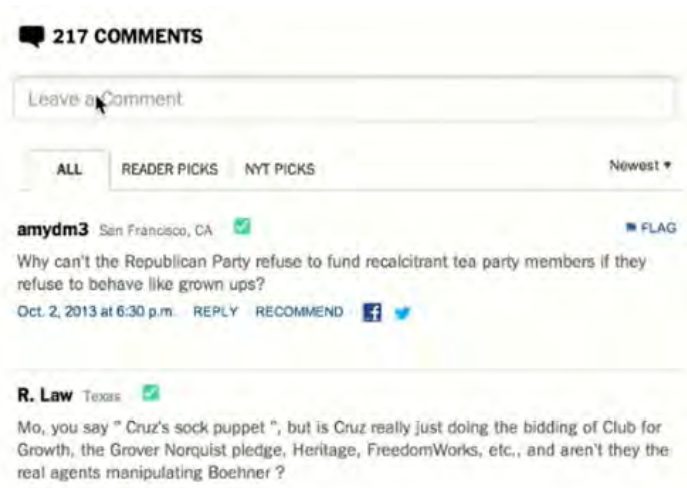 217 COMMENTS
Leave a Comment
ALL READER PICKS NYT PICKS Newest ▾
amydm3 San Francisco, CA
FLAG
Why can't the Republican Party refuse to fund recalcitrant tea party members if they
refuse to behave like grown ups?
Oct. 2, 2013 at 6:30 p.m. REPLY RECOMMEND
R. Law Texas
Mo, you say " Cruz's sock puppet ", but is Cruz really just doing the bidding of Club for
Growth, the Grover Norquist pledge, Heritage, FreedomWorks, etc., and aren't they the
real agents manipulating Boehner ?